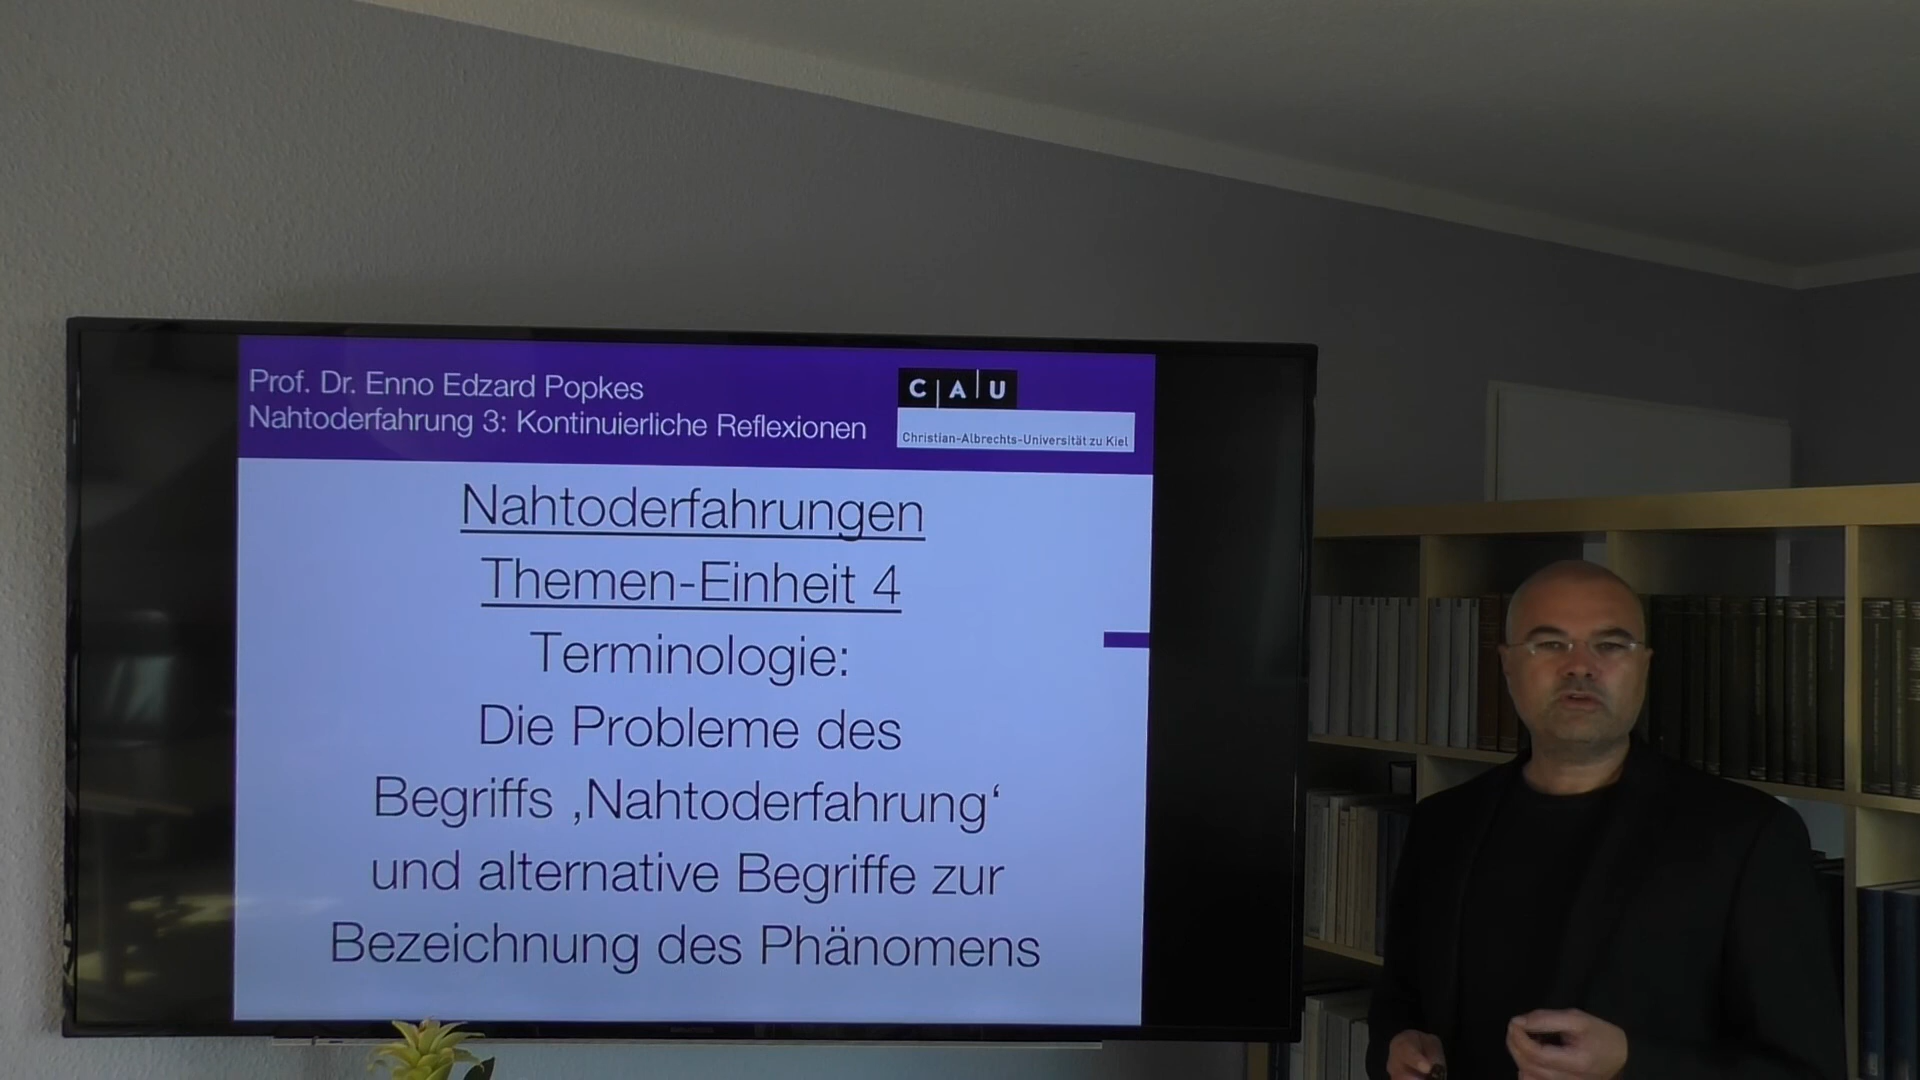 Prof. Dr. Enno Edzard Popkes
Nahtoderfahrung 3: Kontinuierliche Reflexionen
C A U
Christian-Albrechts-Universität zu Kiel
Nahtoderfahrungen
Themen-Einheit 4
Terminologie:
Die Probleme des
Begriffs ‚Nahtoderfahrung‘
und alternative Begriffe zur
Bezeichnung des Phänomens